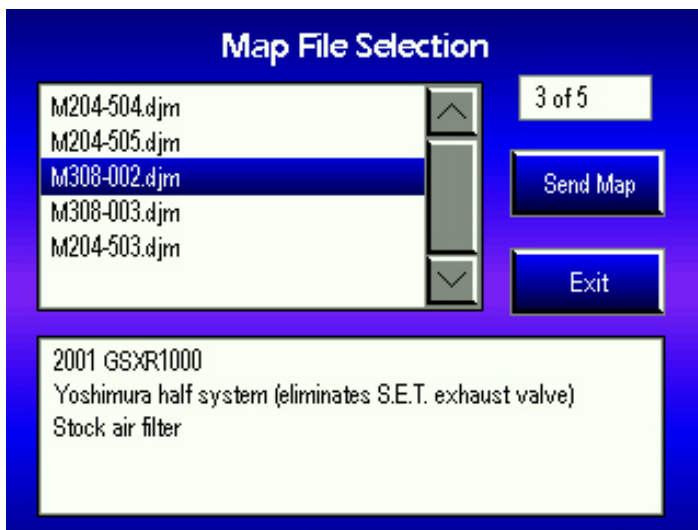 Map File Selection
M204-504.djm
M204-505.djm
M308-002.djm
M308-003.djm
M204-503.djm
3 of 5
Send Map
Exit
2001 GSXR1000
Yoshimura half system (eliminates S.E.T. exhaust valve)
Stock air filter